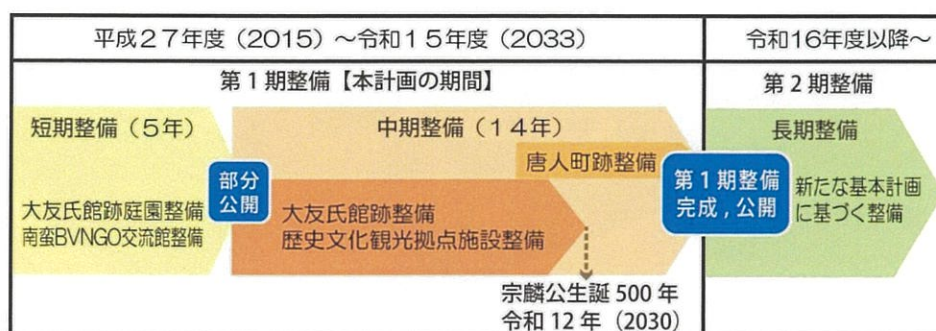 平成27年度（2015）～令和15年度（2033）
令和16年度以降～
第1期整備【本計画の期間】
第2期整備
短期整備（5年）
中期整備（14年）
長期整備
唐人町跡整備
部分
公開
第1期整備
完成，公開
大友氏館跡庭園整備
南蛮BVNGO交流館整備
大友氏館跡整備
歴史文化観光拠点施設整備
新たな基本計画
に基づく整備
宗麟公生誕500年
令和12年（2030）